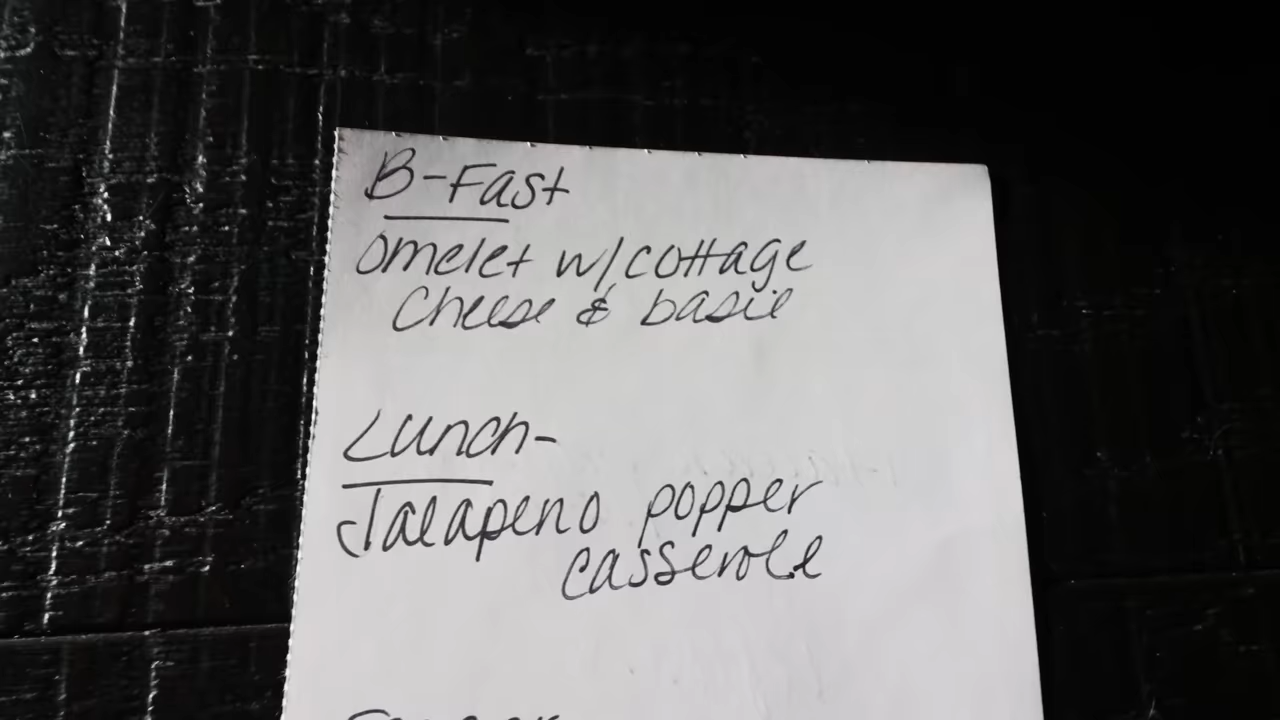 B-Fast
Omelet w/cottage
Cheese & basil
Lunch-
Jalapeno popper
casserole